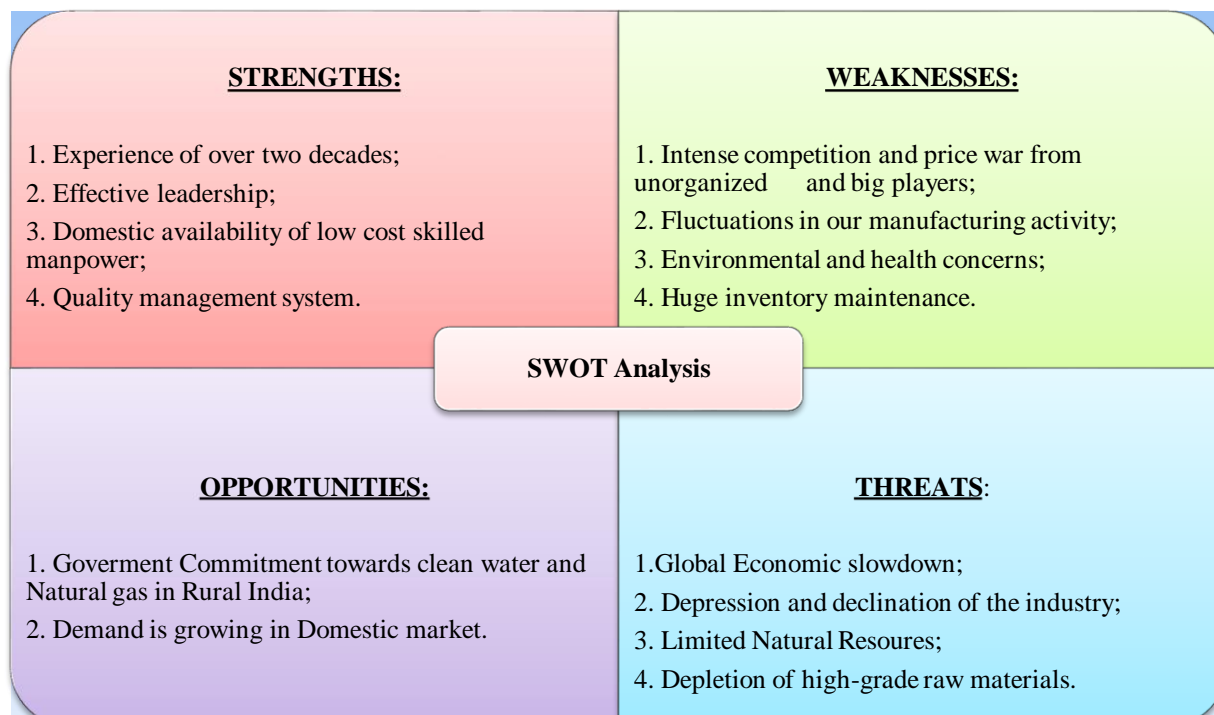 STRENGTHS:
1. Experience of over two decades;
2. Effective leadership;
3. Domestic availability of low cost skilled
manpower;
4. Quality management system.
WEAKNESSES:
1. Intense competition and price war from
unorganized and big players;
2. Fluctuations in our manufacturing activity;
3. Environmental and health concerns;
4. Huge inventory maintenance.
SWOT Analysis
OPPORTUNITIES:
1. Goverment Commitment towards clean water and
Natural gas in Rural India;
2. Demand is growing in Domestic market.
THREATS:
1.Global Economic slowdown;
2. Depression and declination of the industry;
3. Limited Natural Resoures;
4. Depletion of high-grade raw materials.